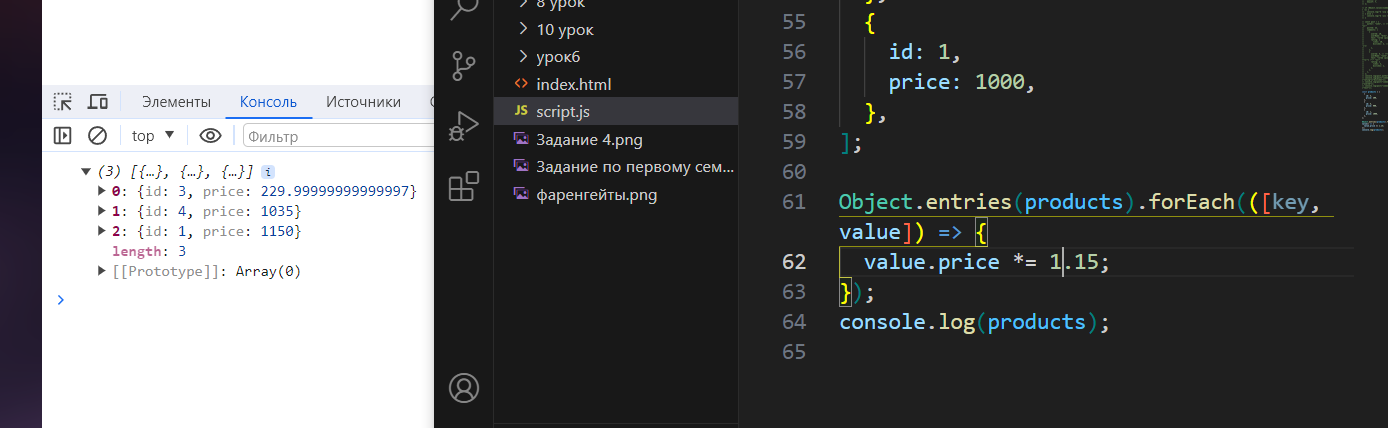 Элементы Консоль Источники
top Фильтр
(3) [{…}, {…}, {…}] i
0: {id: 3, price: 229.99999999999997}
1: {id: 4, price: 1035}
2: {id: 1, price: 1150}
length: 3
[[Prototype]]: Array(0)
8 урок
10 урок
урок6
index.html
JS script.js
Задание 4.png
Задание по первому сем...
фаренгейты.png
55 {
56 id: 1,
57 price: 1000,
58 },
59 ];
60
61 Object.entries(products).forEach(([key,
value]) => {
62 value.price *= 1.15;
63 });
64 console.log(products);
65